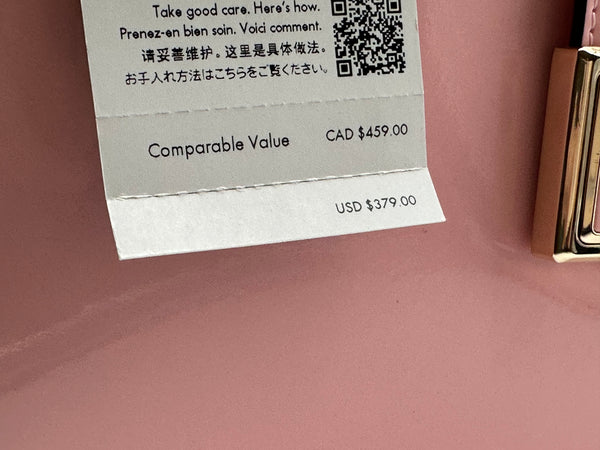 Take good care. Here's how.
Prenez-en bien soin. Voici comment.
请妥善维护。这里是具体做法。
お手入れ方法はこちらをご覧ください。
Comparable Value CAD $459.00
USD $379.00